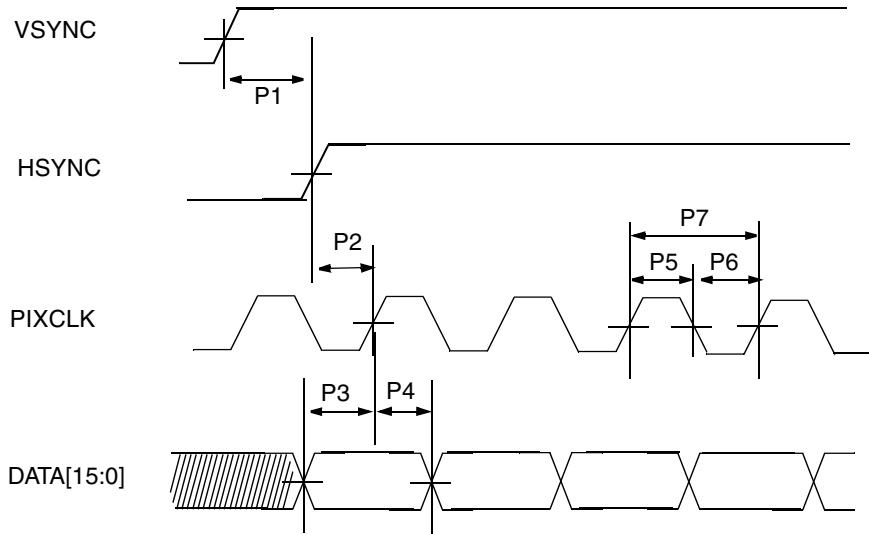 VSYNC
P1
HSYNC
P2
P7
P5 P6
PIXCLK
P3 P4
DATA[15:0]